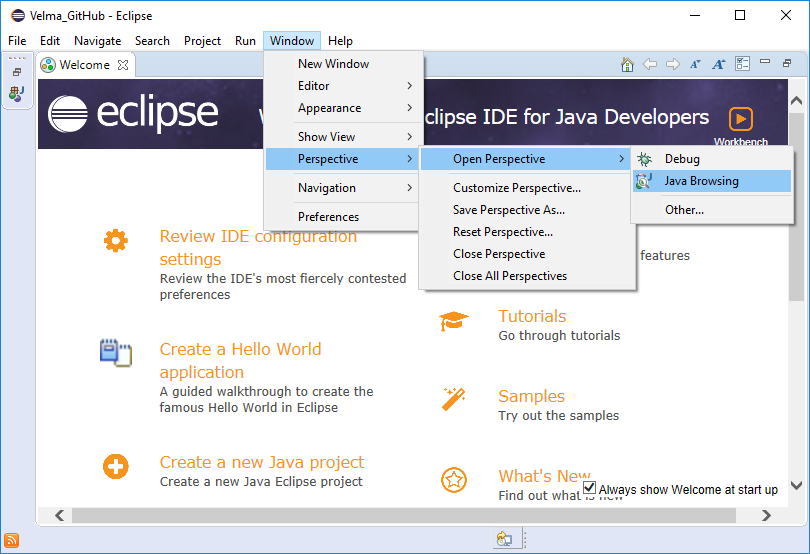 Velma_GitHub - Eclipse
File Edit Navigate Search Project Run Window Help
Welcome
New Window
Editor
Appearance
Show View
Perspective
Navigation
Preferences
Open Perspective
Customize Perspective...
Save Perspective As...
Reset Perspective...
Close Perspective
Close All Perspectives
Debug
Java Browsing
Other...
eclipse
clipse IDE for Java Developers
Workbench
Review IDE configuration
settings
Review the IDE's most fiercely contested
preferences
features
Create a Hello World
application
A guided walkthrough to create the
famous Hello World in Eclipse
Create a new Java project
Create a new Java Eclipse project
Tutorials
Go through tutorials
Samples
Try out the samples
What's New
Find out what is new
Always show Welcome at start up